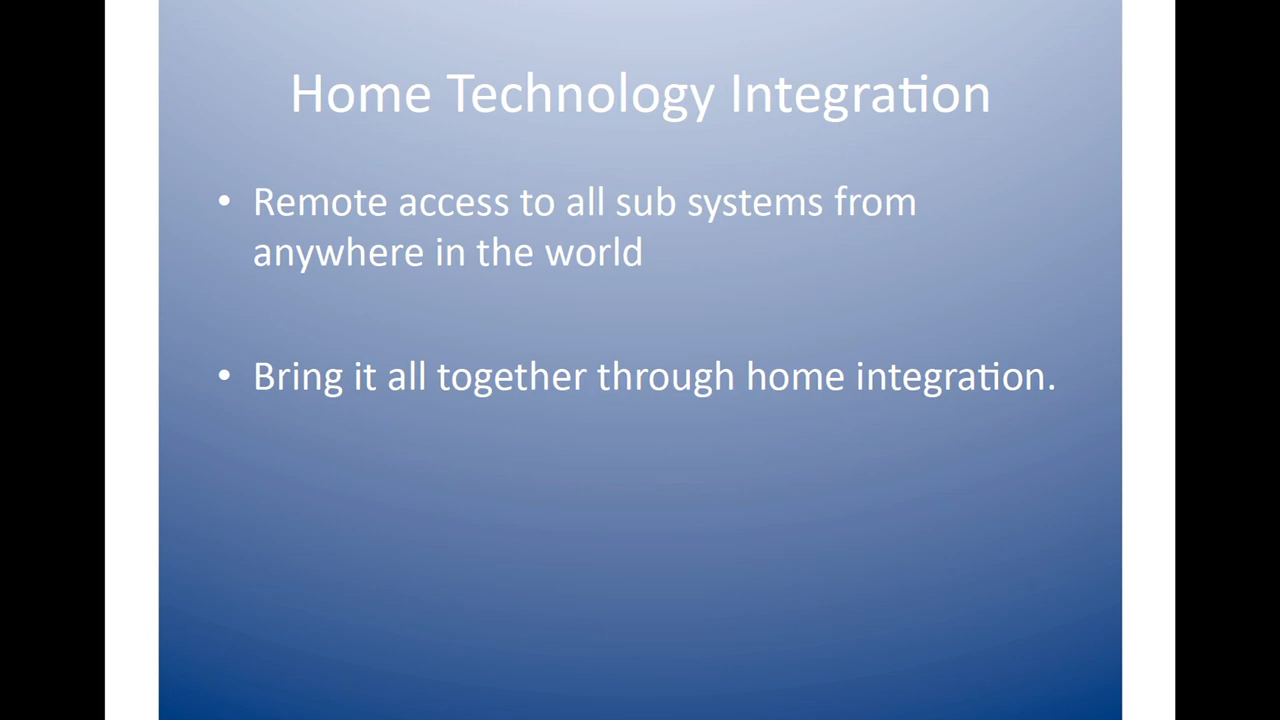 Home Technology Integration
• Remote access to all sub systems from
anywhere in the world
• Bring it all together through home integration.